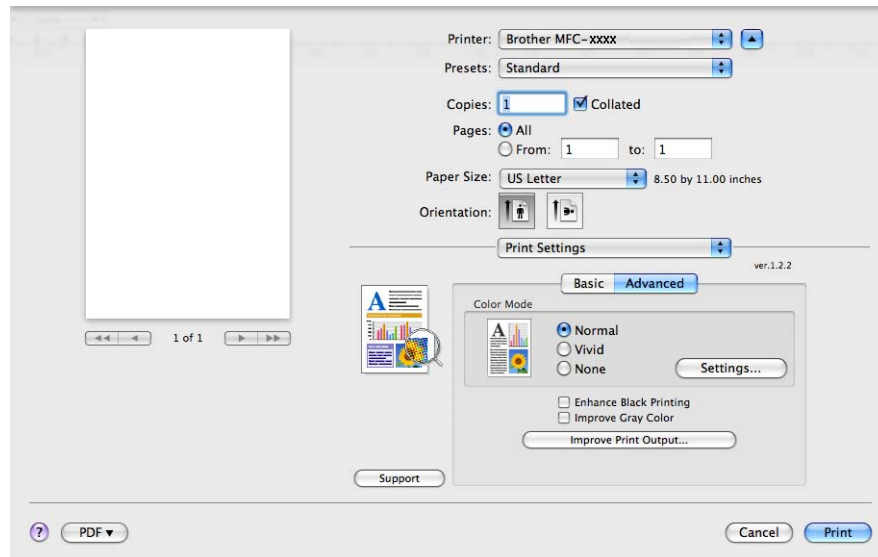 Printer: Brother MFC-xxxx
Presets: Standard
Copies: 1 Collated
Pages: All
From: 1 to: 1
Paper Size: US Letter 8.50 by 11.00 inches
Orientation:
Print Settings
ver.1.2.2
Basic Advanced
Color Mode
A
A
1 of 1
Normal
Vivid
None
Settings...
Enhance Black Printing
Improve Gray Color
Improve Print Output...
Support
? PDF
Cancel Print